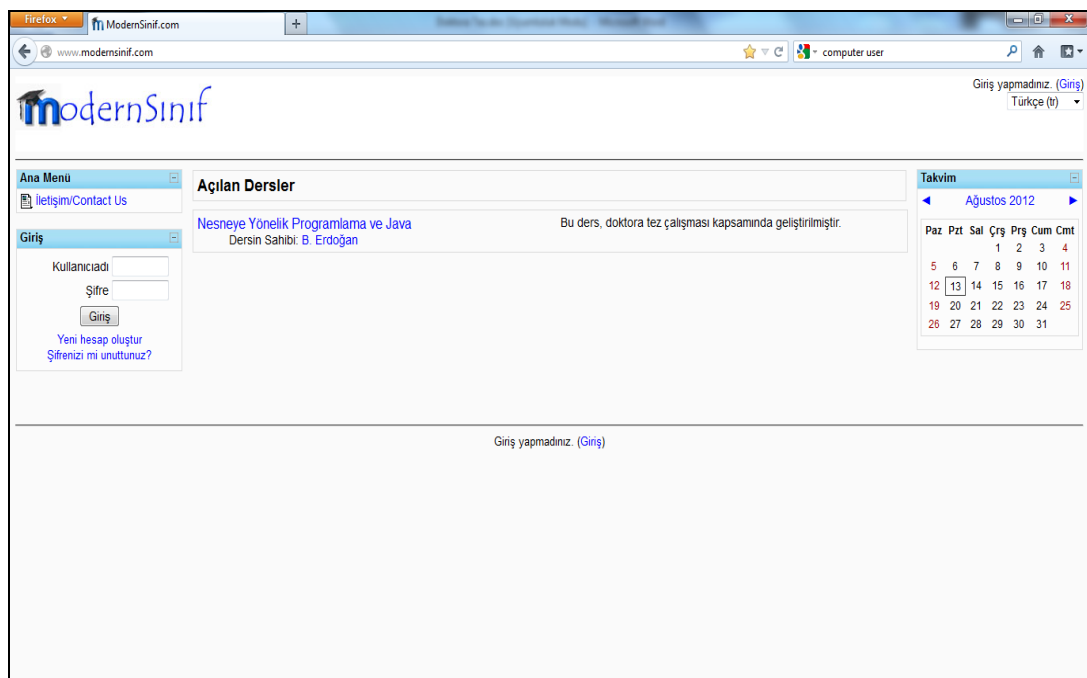 Firefox
ModernSinif.com
www.modernsinif.com
computer user
modernSınıf
Giriş yapmadınız. (Giriş)
Türkçe (tr)
Ana Menü
İletişim/Contact Us
Giriş
Kullanıcıadı
Şifre
Giriş
Yeni hesap oluştur
Şifrenizi mi unuttunuz?
Açılan Dersler
Nesneye Yönelik Programlama ve Java
Dersin Sahibi: B. Erdoğan
Bu ders, doktora tez çalışması kapsamında geliştirilmiştir.
Takvim
Ağustos 2012
Paz Pzt Sal Çrş Prş Cum Cmt
1 2 3 4
5 6 7 8 9 10 11
12 13 14 15 16 17 18
19 20 21 22 23 24 25
26 27 28 29 30 31
Giriş yapmadınız. (Giriş)